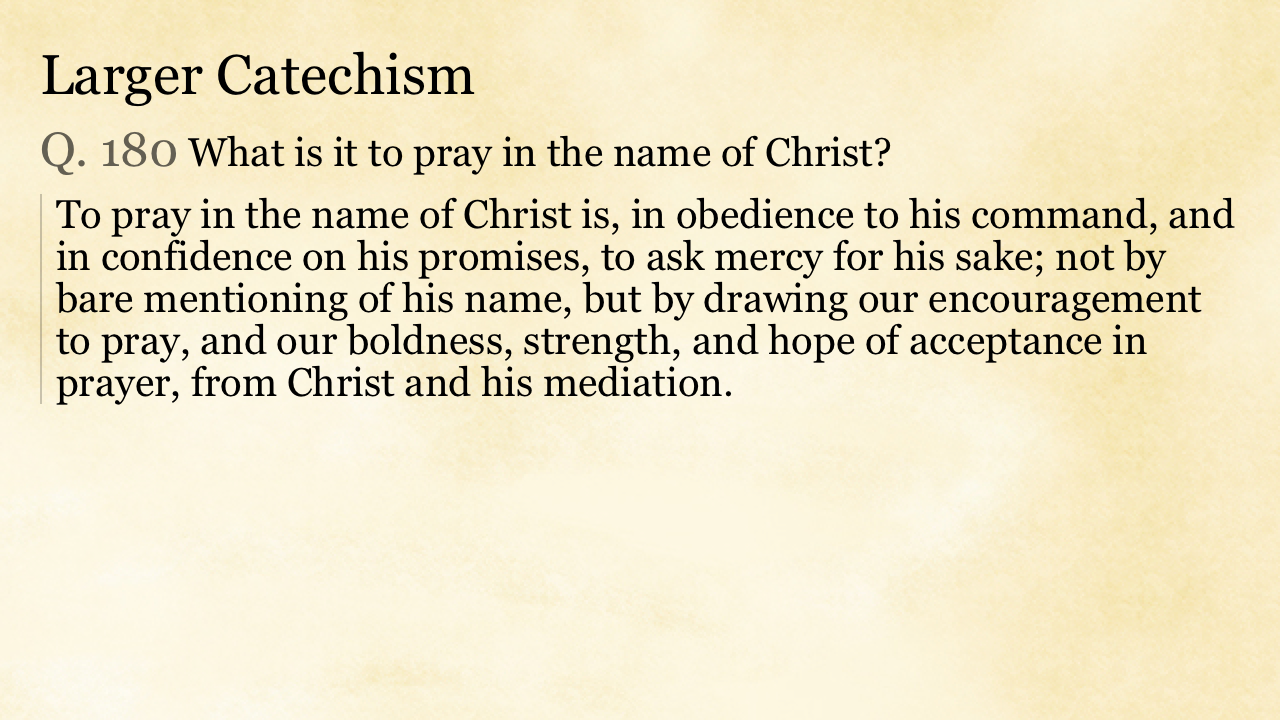 Larger Catechism
Q. 180 What is it to pray in the name of Christ?
To pray in the name of Christ is, in obedience to his command, and
in confidence on his promises, to ask mercy for his sake; not by
bare mentioning of his name, but by drawing our encouragement
to pray, and our boldness, strength, and hope of acceptance in
prayer, from Christ and his mediation.